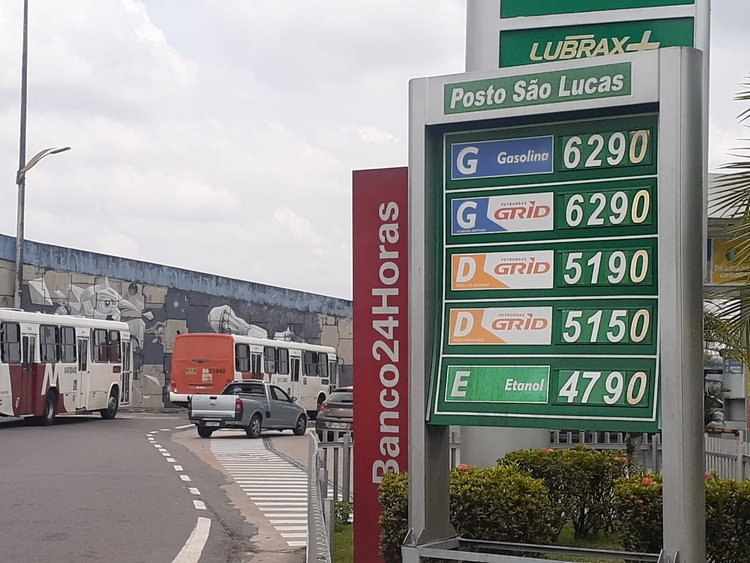 LUBRAX+
Posto São Lucas
G Gasolina 6290
G PETROBRAS GRID 6290
D PETROBRAS GRID 5190
D PETROBRAS GRID 5150
E Etanol 4790
Banco24Horas